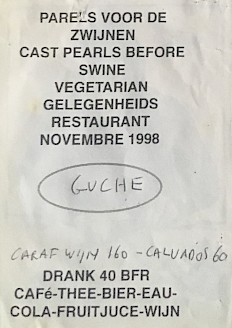 PARELS VOOR DE
ZWIJNEN
CAST PEARLS BEFORE
SWINE
VEGETARIAN
GELEGENHEIDS
RESTAURANT
NOVEMBRE 1998
GUCHE
CARAF WIJN 160 - CALVADOS 60
DRANK 40 BFR
CAFé-THEE-BIER-EAU-
COLA-FRUITJUCE-WIJN